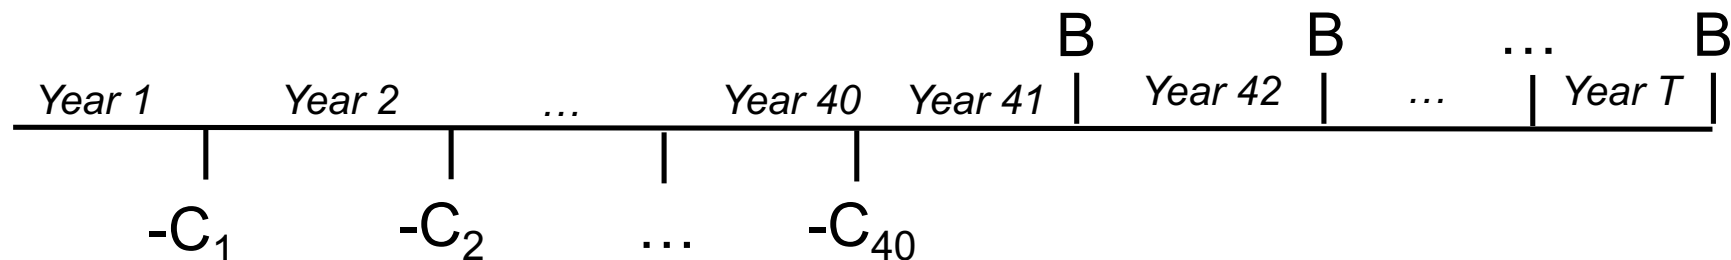 B B … B
Year 1 Year 2 … Year 40 Year 41 Year 42 … Year T
-C₁ -C₂ … -C₄₀